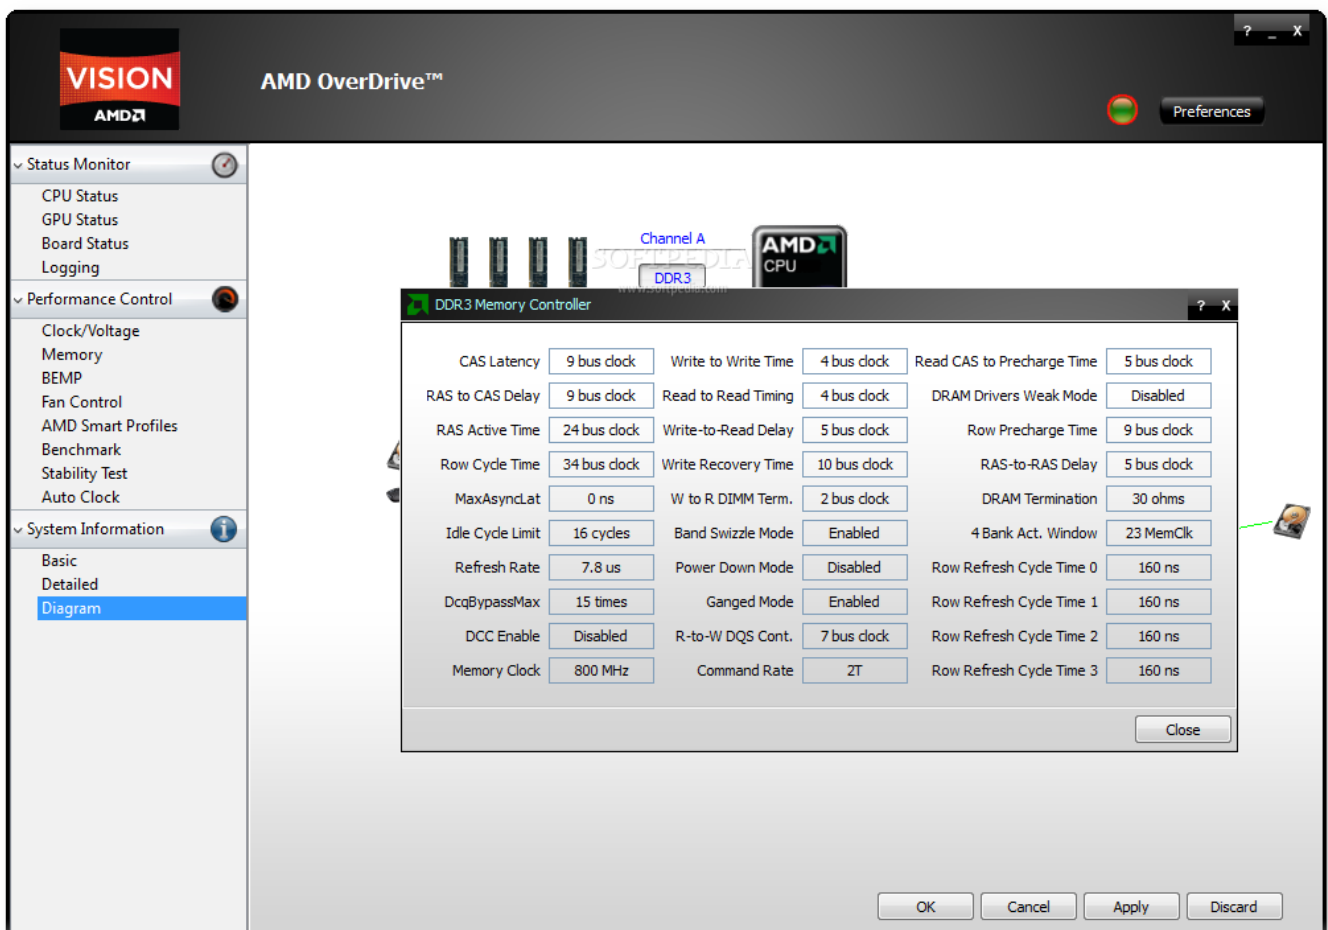 ? _ X
VISION
AMD
AMD OverDrive™
Preferences
Status Monitor
CPU Status
GPU Status
Board Status
Logging
Performance Control
Clock/Voltage
Memory
BEMP
Fan Control
AMD Smart Profiles
Benchmark
Stability Test
Auto Clock
System Information
Basic
Detailed
Diagram
Channel A
DDR3
AMD
CPU
SOFTPEDIA
www.softpedia.com
DDR3 Memory Controller ? X
CAS Latency 9 bus clock Write to Write Time 4 bus clock Read CAS to Precharge Time 5 bus clock
RAS to CAS Delay 9 bus clock Read to Read Timing 4 bus clock DRAM Drivers Weak Mode Disabled
RAS Active Time 24 bus clock Write-to-Read Delay 5 bus clock Row Precharge Time 9 bus clock
Row Cycle Time 34 bus clock Write Recovery Time 10 bus clock RAS-to-RAS Delay 5 bus clock
MaxAsyncLat 0 ns W to R DIMM Term. 2 bus clock DRAM Termination 30 ohms
Idle Cycle Limit 16 cycles Band Swizzle Mode Enabled 4 Bank Act. Window 23 MemClk
Refresh Rate 7.8 us Power Down Mode Disabled Row Refresh Cycle Time 0 160 ns
DcqBypassMax 15 times Ganged Mode Enabled Row Refresh Cycle Time 1 160 ns
DCC Enable Disabled R-to-W DQS Cont. 7 bus clock Row Refresh Cycle Time 2 160 ns
Memory Clock 800 MHz Command Rate 2T Row Refresh Cycle Time 3 160 ns
Close
OK Cancel Apply Discard